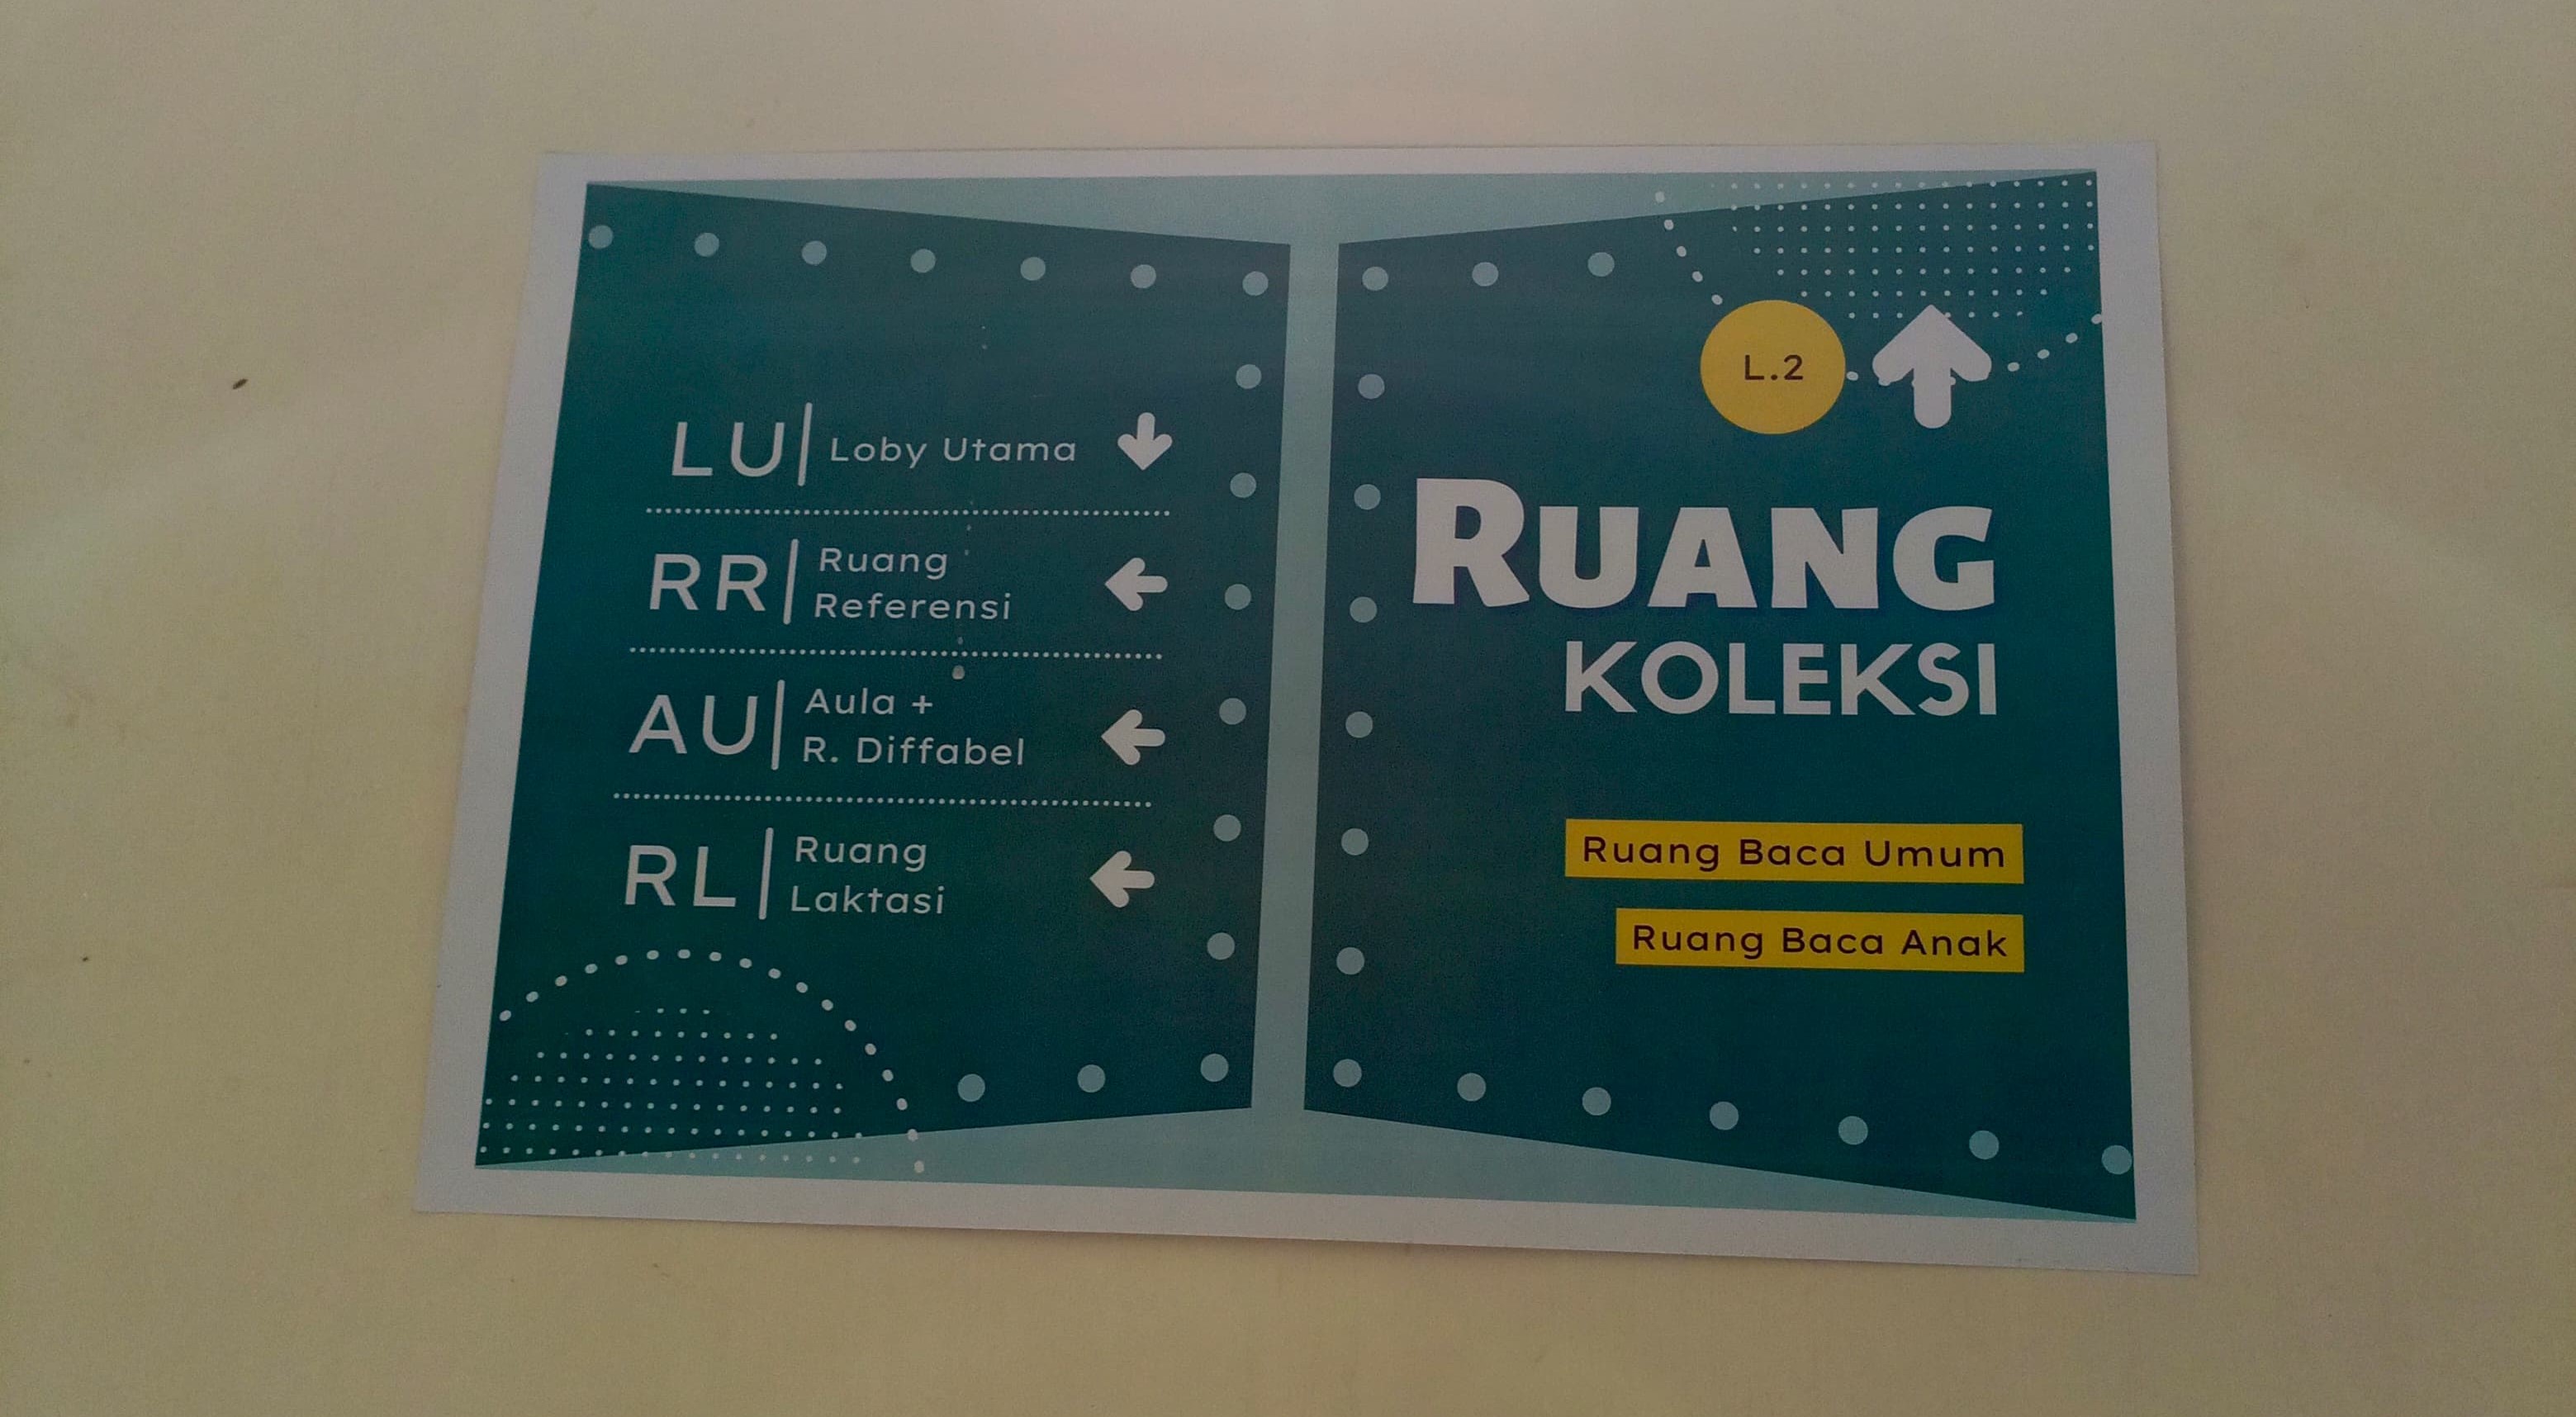 LU Loby Utama
RR Ruang
Referensi
AU Aula +
R. Diffabel
RL Ruang
Laktasi
L.2
RUANG
KOLEKSI
Ruang Baca Umum
Ruang Baca Anak